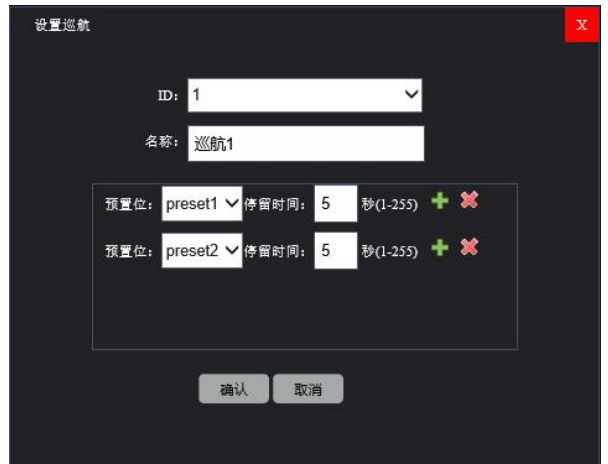 设置巡航 X
ID: 1
名称: 巡航1
预置位: preset1 停留时间: 5 秒(1-255)
预置位: preset2 停留时间: 5 秒(1-255)
确认 取消